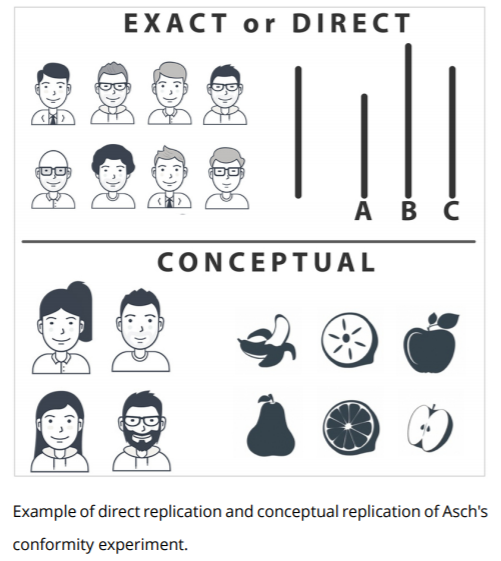 EXACT or DIRECT
A B C
CONCEPTUAL
Example of direct replication and conceptual replication of Asch's
conformity experiment.